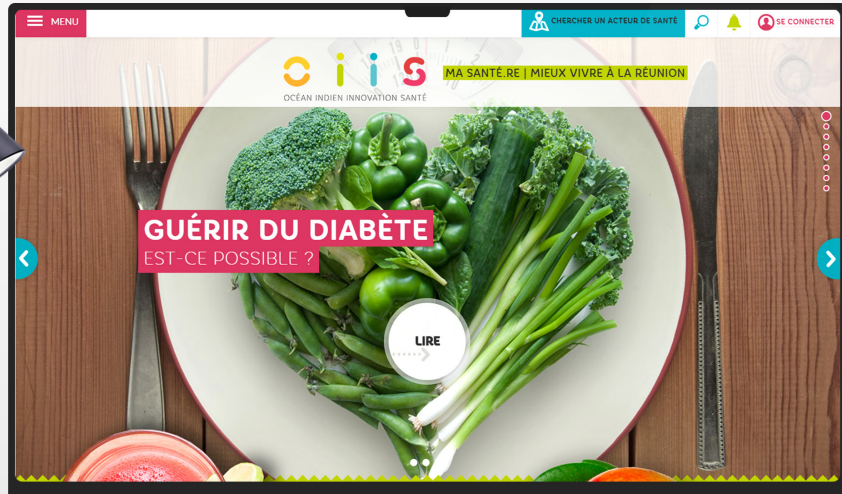 MENU
CHERCHER UN ACTEUR DE SANTÉ
SE CONNECTER
oiis
OCÉAN INDIEN INNOVATION SANTÉ
MA SANTÉ.RE | MIEUX VIVRE À LA RÉUNION
GUÉRIR DU DIABÈTE
EST-CE POSSIBLE ?
LIRE